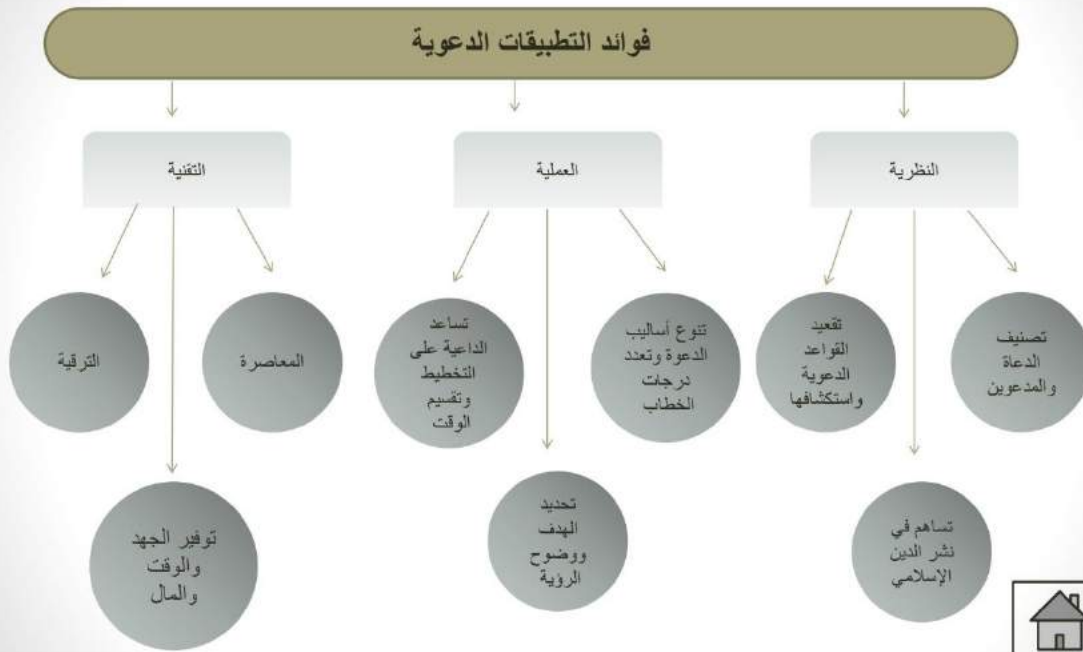 فوائد التطبيقات الدعوية
النظرية
العملية
التقنية
تصنيف
الدعاة
والمدعوين
تقعيد
القواعد
الدعوية
واستكشافها
تنوع أساليب
الدعوة وتعدد
درجات
الخطاب
تساعد
الداعية على
التخطيط
وتقسيم
الوقت
المعاصرة
الترقية
تساهم في
نشر الدين
الإسلامي
تحديد
الهدف
ووضوح
الرؤية
توفير الجهد
والوقت
والمال